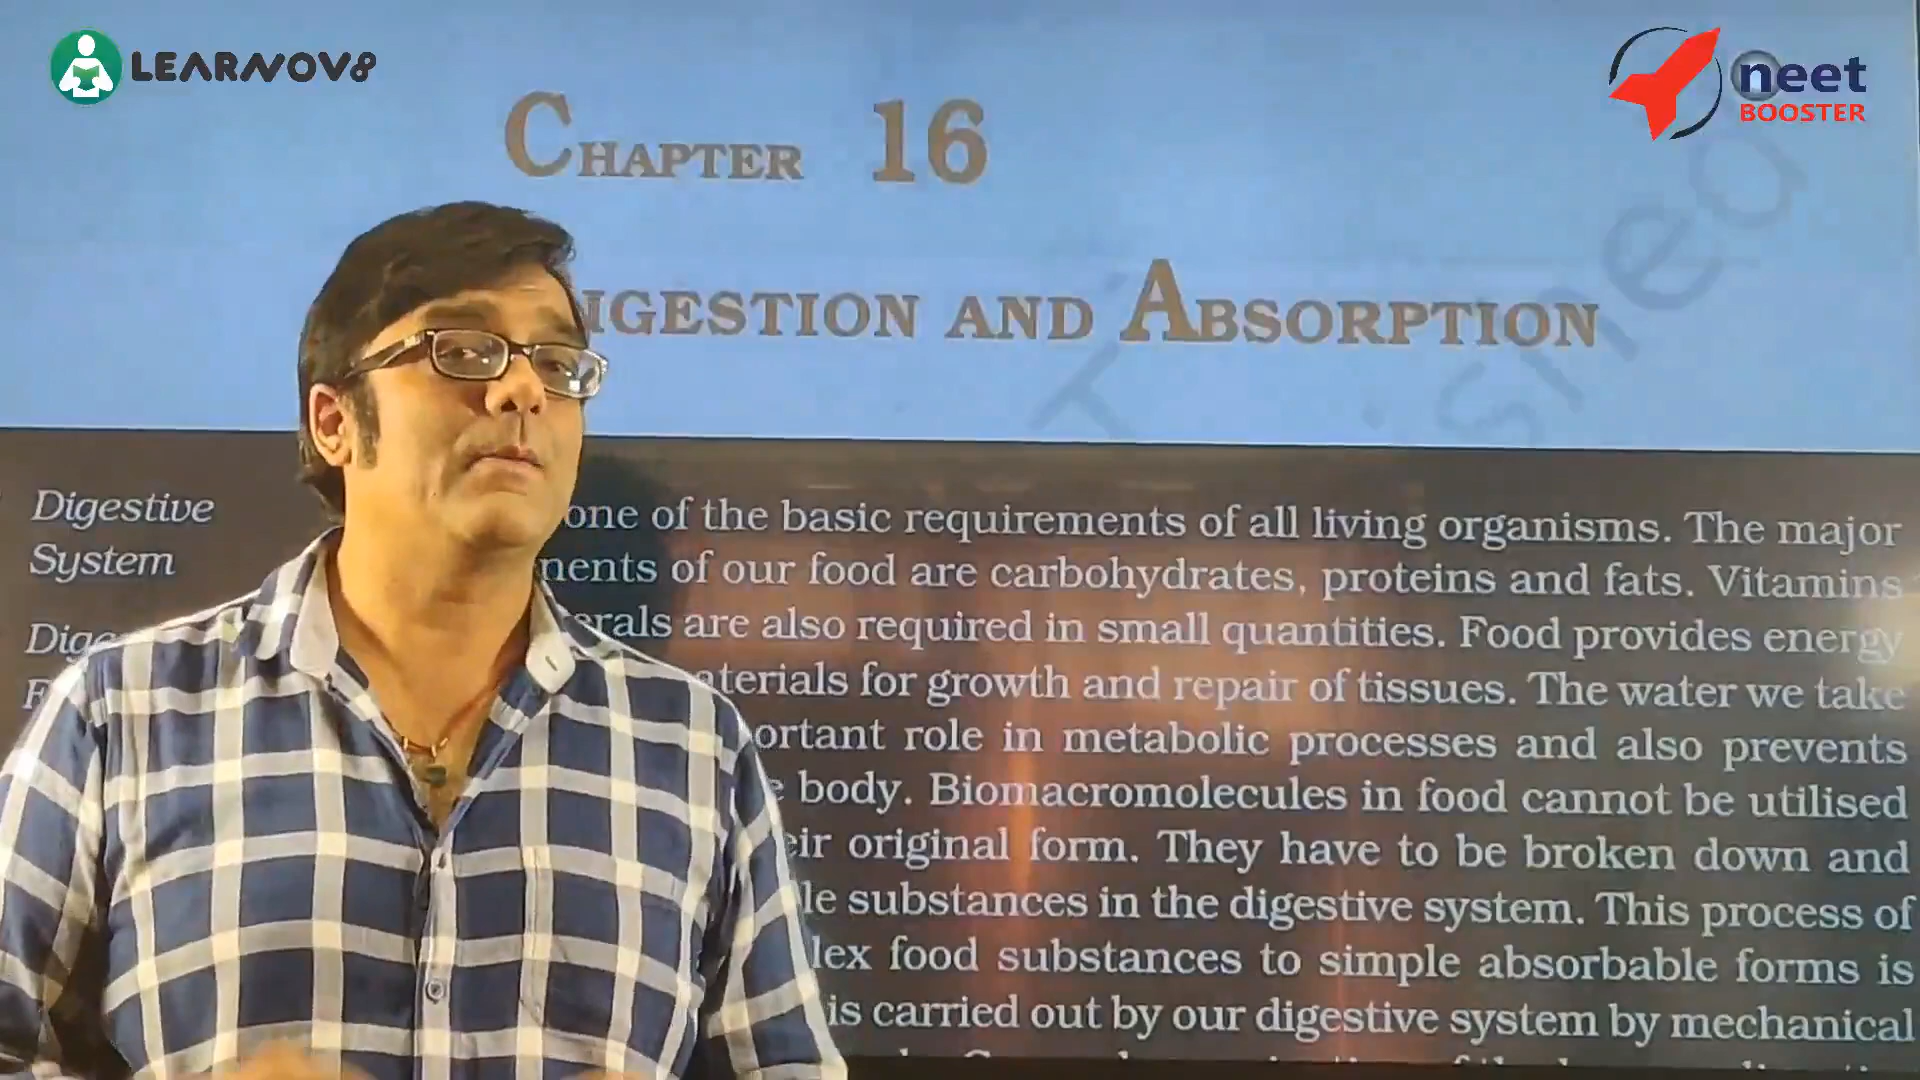 LEARNOV8
neet
BOOSTER
CHAPTER 16
IGESTION AND ABSORPTION
Digestive
System
one of the basic requirements of all living organisms. The major
nents of our food are carbohydrates, proteins and fats. Vitamins
erals are also required in small quantities. Food provides energy
aterials for growth and repair of tissues. The water we take
ortant role in metabolic processes and also prevents
body. Biomacromolecules in food cannot be utilised
eir original form. They have to be broken down and
le substances in the digestive system. This process of
lex food substances to simple absorbable forms is
is carried out by our digestive system by mechanical